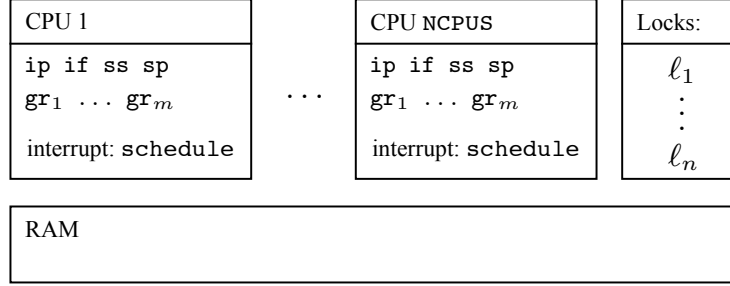 CPU 1
ip if ss sp
gr₁ ... grₘ
interrupt: schedule
...
CPU NCPUS
ip if ss sp
gr₁ ... grₘ
interrupt: schedule
Locks:
ℓ₁
⋮
ℓₙ
RAM